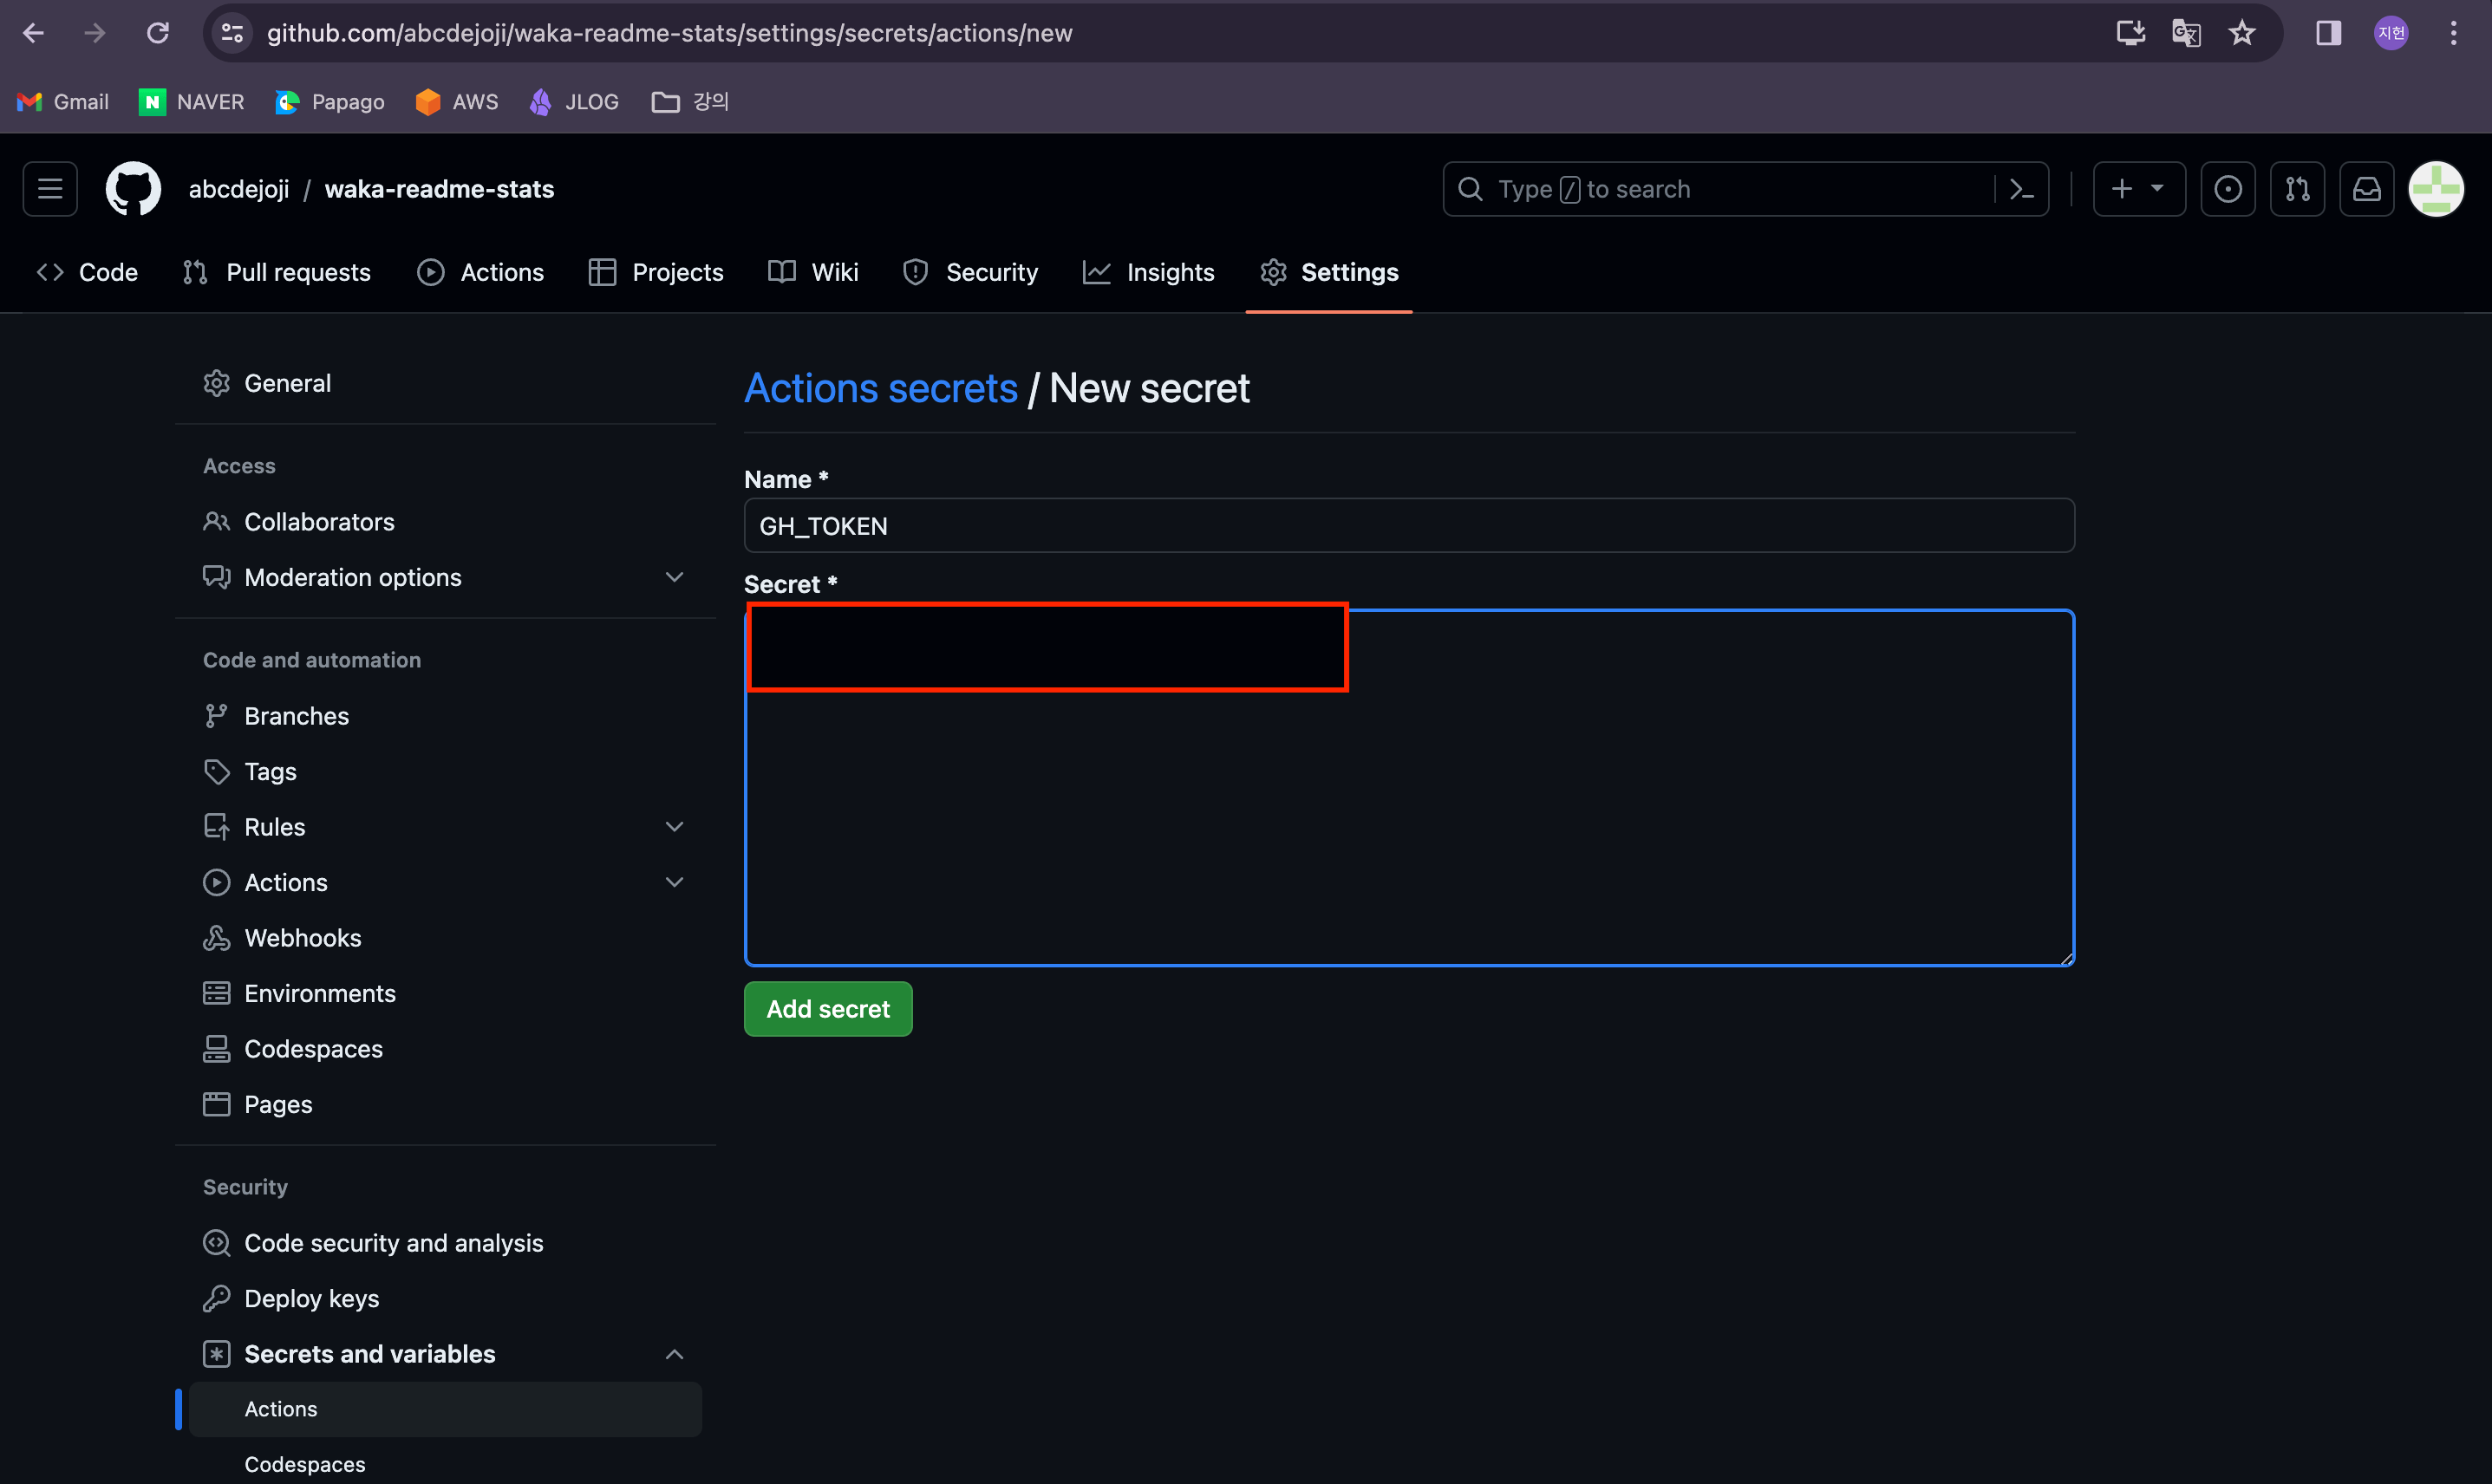 github.com/abcdejoji/waka-readme-stats/settings/secrets/actions/new
지헌
Gmail
NAVER
Papago
AWS
JLOG
강의
abcdejoji / waka-readme-stats
Type / to search
Code
Pull requests
Actions
Projects
Wiki
Security
Insights
Settings
General
Access
Collaborators
Moderation options
Code and automation
Branches
Tags
Rules
Actions
Webhooks
Environments
Codespaces
Pages
Security
Code security and analysis
Deploy keys
Secrets and variables
Actions
Codespaces
Actions secrets / New secret
Name *
GH_TOKEN
Secret *
Add secret